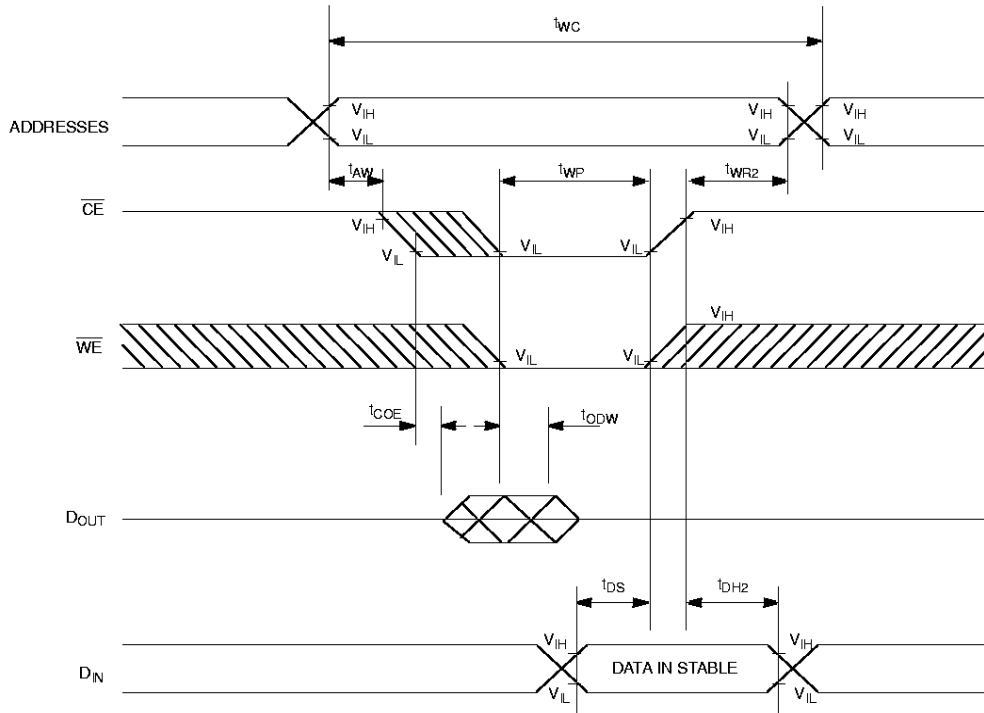 tWC
VIH VIH VIH
ADDRESSES
VIL VIL VIL
tAW tWP tWR2
CE
VIH VIH
VIL VIL VIL
VIH
WE
VIL VIL
tCOE tODW
DOUT
tDS tDH2
VIH VIH
DIN DATA IN STABLE
VIL VIL